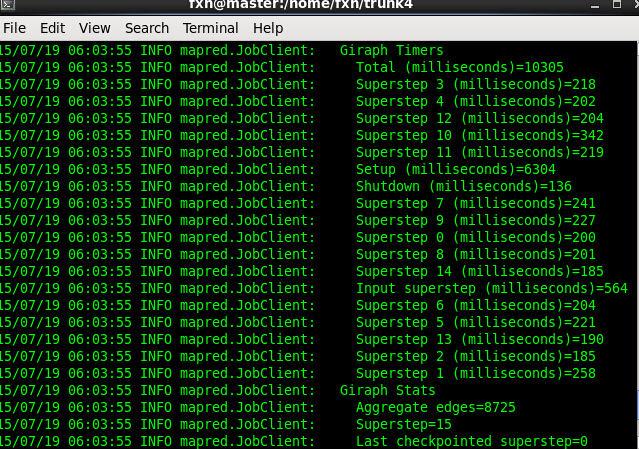 fxh@master:/home/fxh/trunk4
File Edit View Search Terminal Help
15/07/19 06:03:55 INFO mapred.JobClient: Giraph Timers
15/07/19 06:03:55 INFO mapred.JobClient: Total (milliseconds)=10305
15/07/19 06:03:55 INFO mapred.JobClient: Superstep 3 (milliseconds)=218
15/07/19 06:03:55 INFO mapred.JobClient: Superstep 4 (milliseconds)=202
15/07/19 06:03:55 INFO mapred.JobClient: Superstep 12 (milliseconds)=204
15/07/19 06:03:55 INFO mapred.JobClient: Superstep 10 (milliseconds)=342
15/07/19 06:03:55 INFO mapred.JobClient: Superstep 11 (milliseconds)=219
15/07/19 06:03:55 INFO mapred.JobClient: Setup (milliseconds)=6304
15/07/19 06:03:55 INFO mapred.JobClient: Shutdown (milliseconds)=136
15/07/19 06:03:55 INFO mapred.JobClient: Superstep 7 (milliseconds)=241
15/07/19 06:03:55 INFO mapred.JobClient: Superstep 9 (milliseconds)=227
15/07/19 06:03:55 INFO mapred.JobClient: Superstep 0 (milliseconds)=200
15/07/19 06:03:55 INFO mapred.JobClient: Superstep 8 (milliseconds)=201
15/07/19 06:03:55 INFO mapred.JobClient: Superstep 14 (milliseconds)=185
15/07/19 06:03:55 INFO mapred.JobClient: Input superstep (milliseconds)=564
15/07/19 06:03:55 INFO mapred.JobClient: Superstep 6 (milliseconds)=204
15/07/19 06:03:55 INFO mapred.JobClient: Superstep 5 (milliseconds)=221
15/07/19 06:03:55 INFO mapred.JobClient: Superstep 13 (milliseconds)=190
15/07/19 06:03:55 INFO mapred.JobClient: Superstep 2 (milliseconds)=185
15/07/19 06:03:55 INFO mapred.JobClient: Superstep 1 (milliseconds)=258
15/07/19 06:03:55 INFO mapred.JobClient: Giraph Stats
15/07/19 06:03:55 INFO mapred.JobClient: Aggregate edges=8725
15/07/19 06:03:55 INFO mapred.JobClient: Superstep=15
15/07/19 06:03:55 INFO mapred.JobClient: Last checkpointed superstep=0